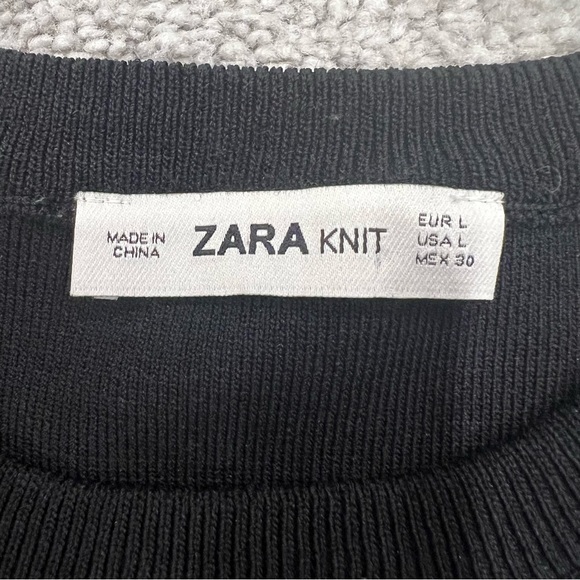 MADE IN
CHINA
ZARA KNIT
EUR L
USA L
MEX 30